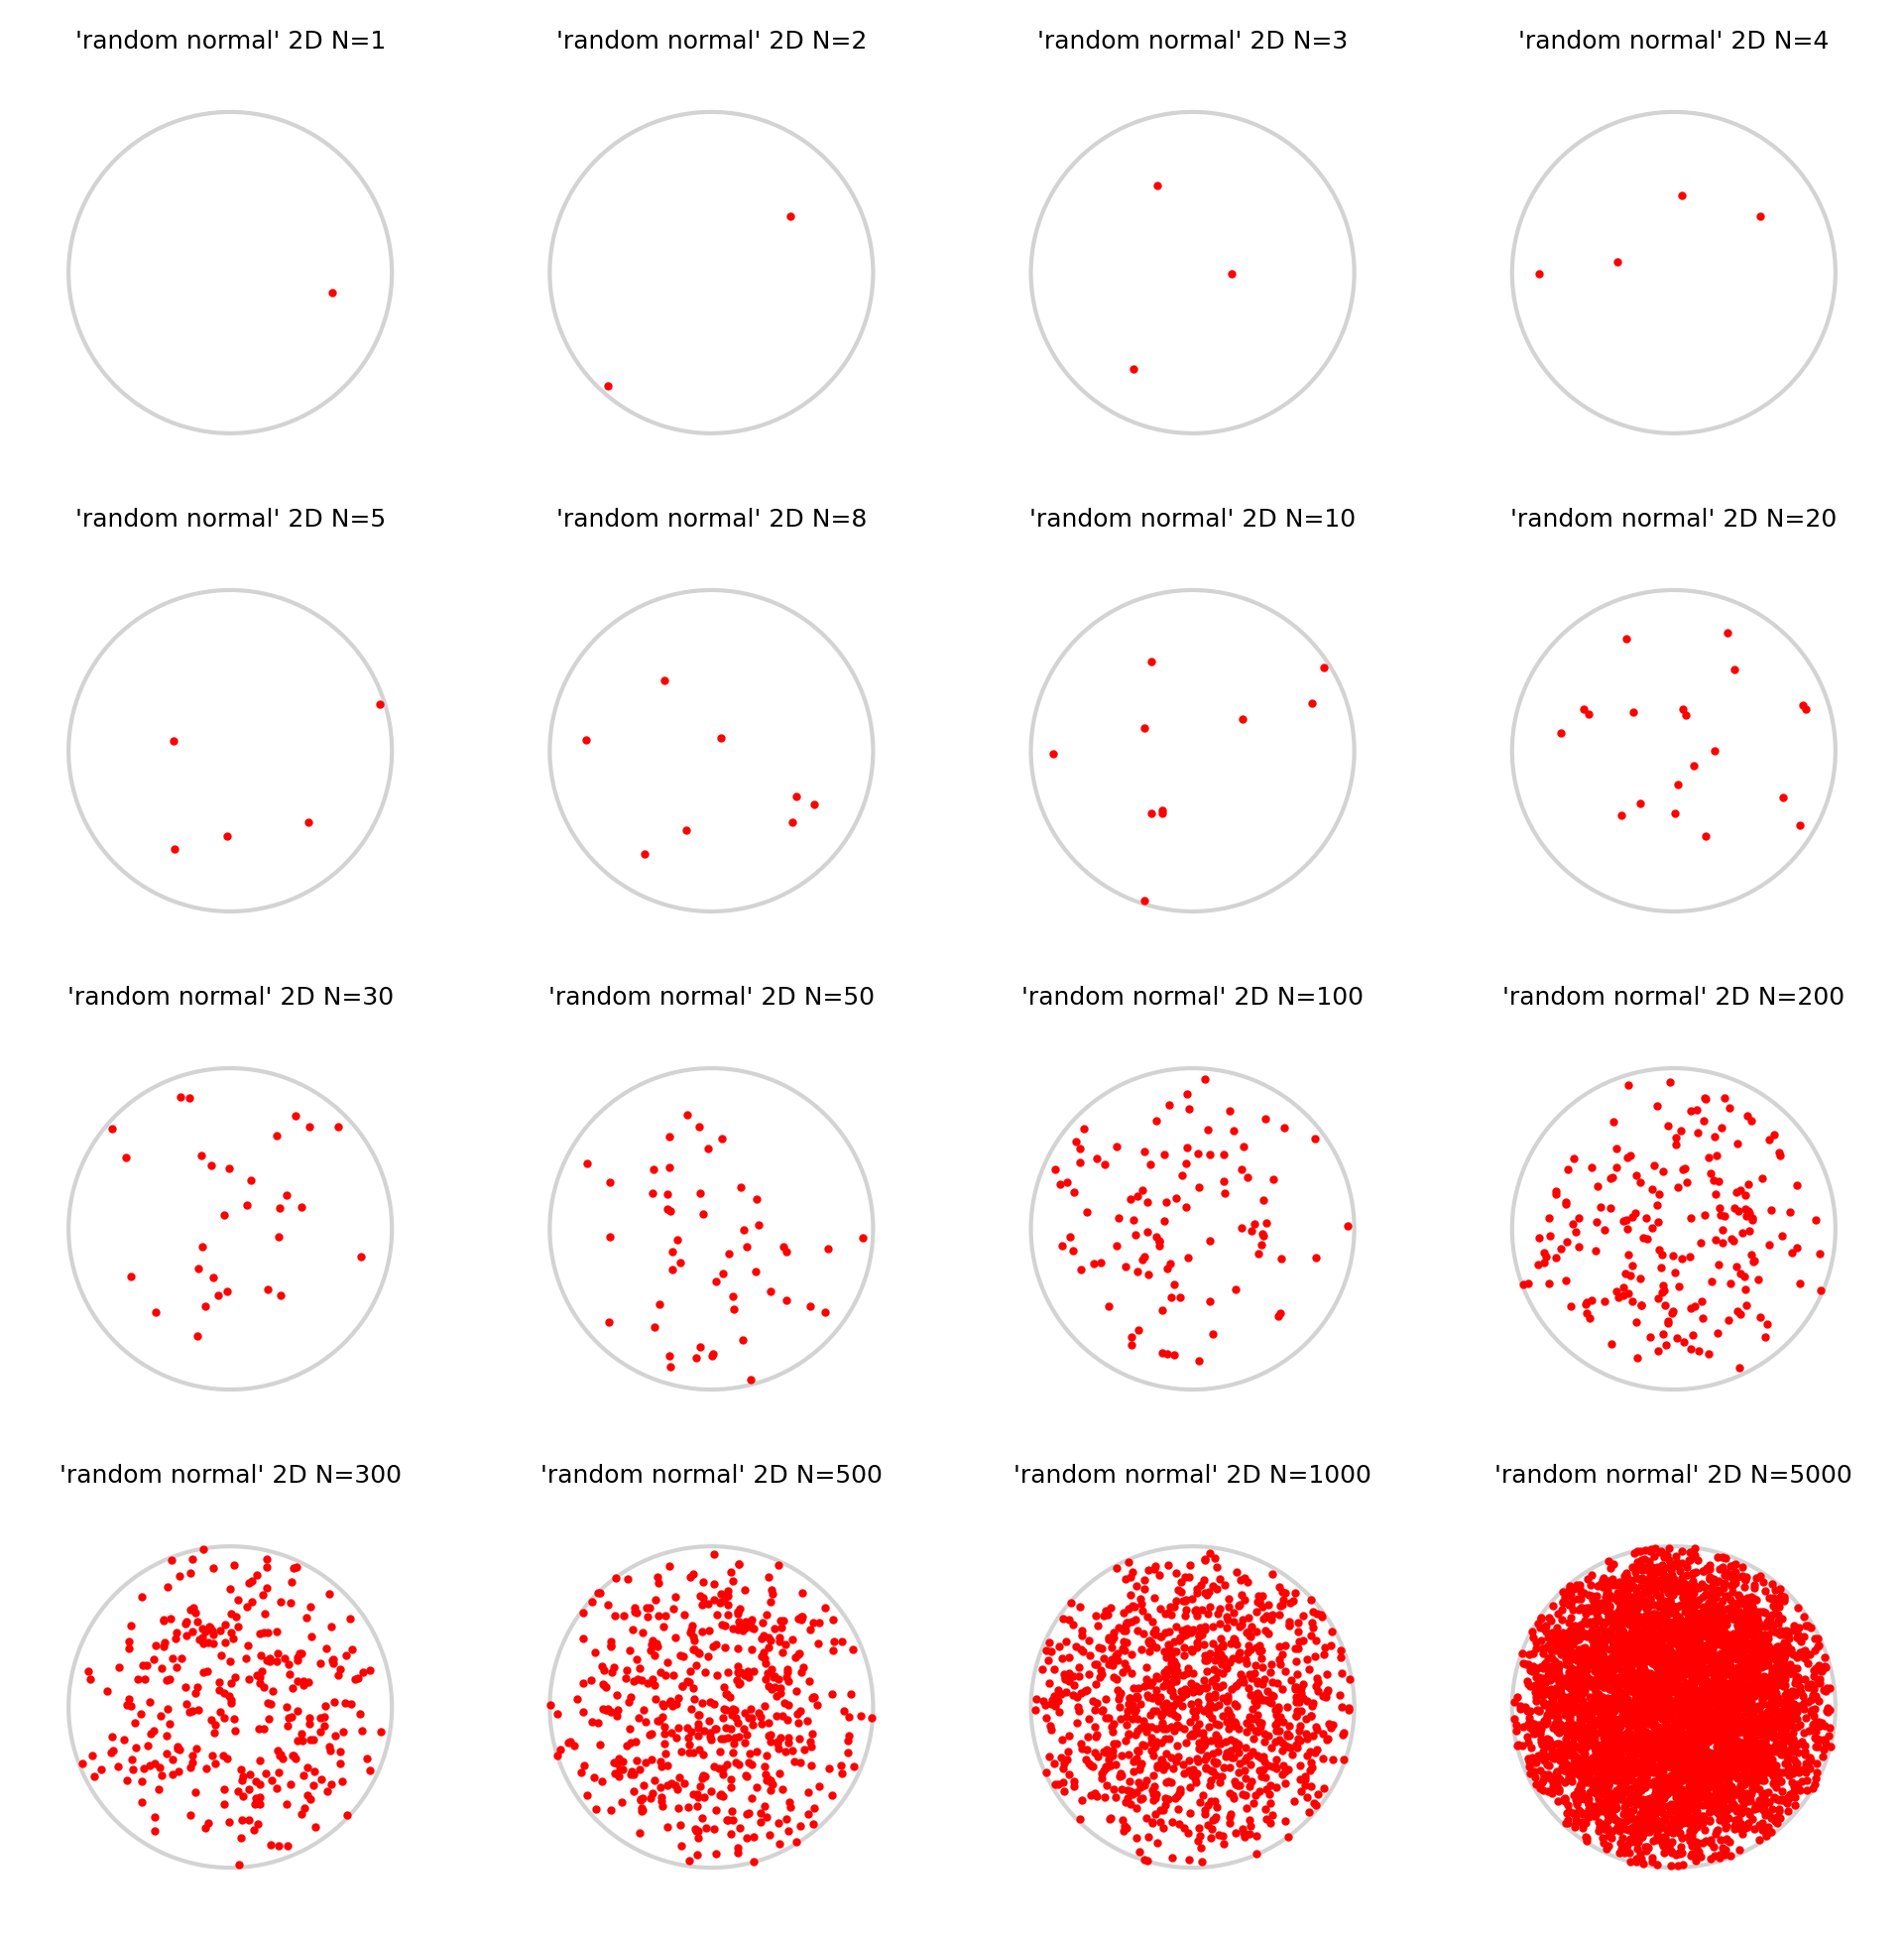 'random normal' 2D N=1
'random normal' 2D N=2
'random normal' 2D N=3
'random normal' 2D N=4
'random normal' 2D N=5
'random normal' 2D N=8
'random normal' 2D N=10
'random normal' 2D N=20
'random normal' 2D N=30
'random normal' 2D N=50
'random normal' 2D N=100
'random normal' 2D N=200
'random normal' 2D N=300
'random normal' 2D N=500
'random normal' 2D N=1000
'random normal' 2D N=5000